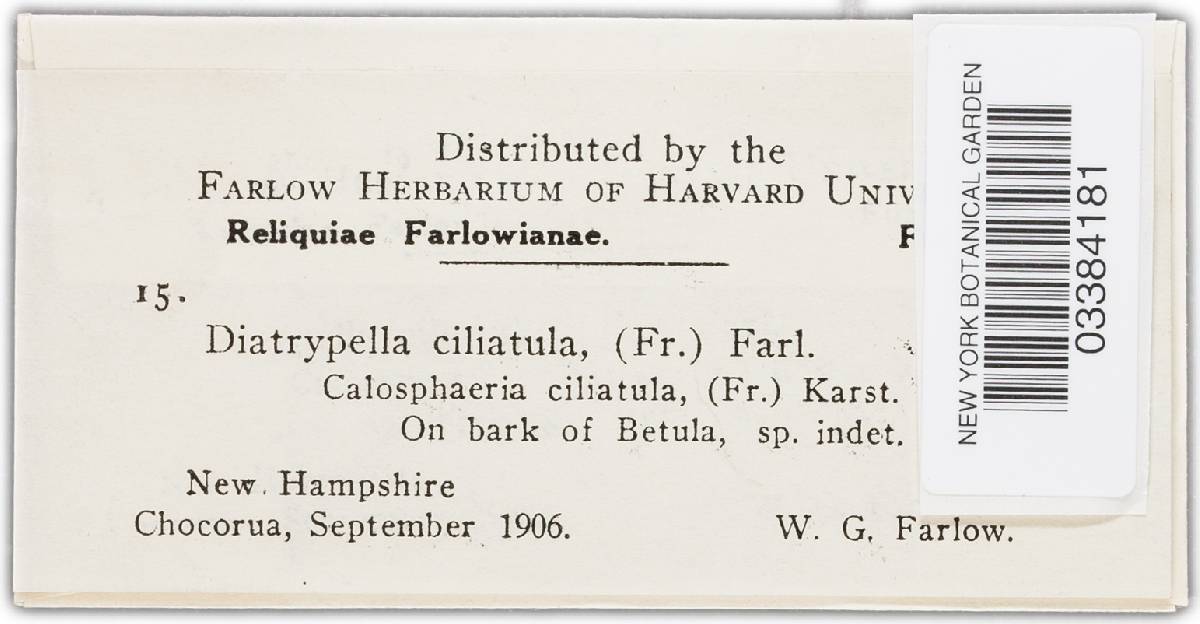 Distributed by the
FARLOW HERBARIUM OF HARVARD UNIV
Reliquiae Farlowianae. F
15.
Diatrypella ciliatula, (Fr.) Farl.
Calosphaeria ciliatula, (Fr.) Karst.
On bark of Betula, sp. indet.
New Hampshire
Chocorua, September 1906.
W. G. Farlow.
NEW YORK BOTANICAL GARDEN
03384181